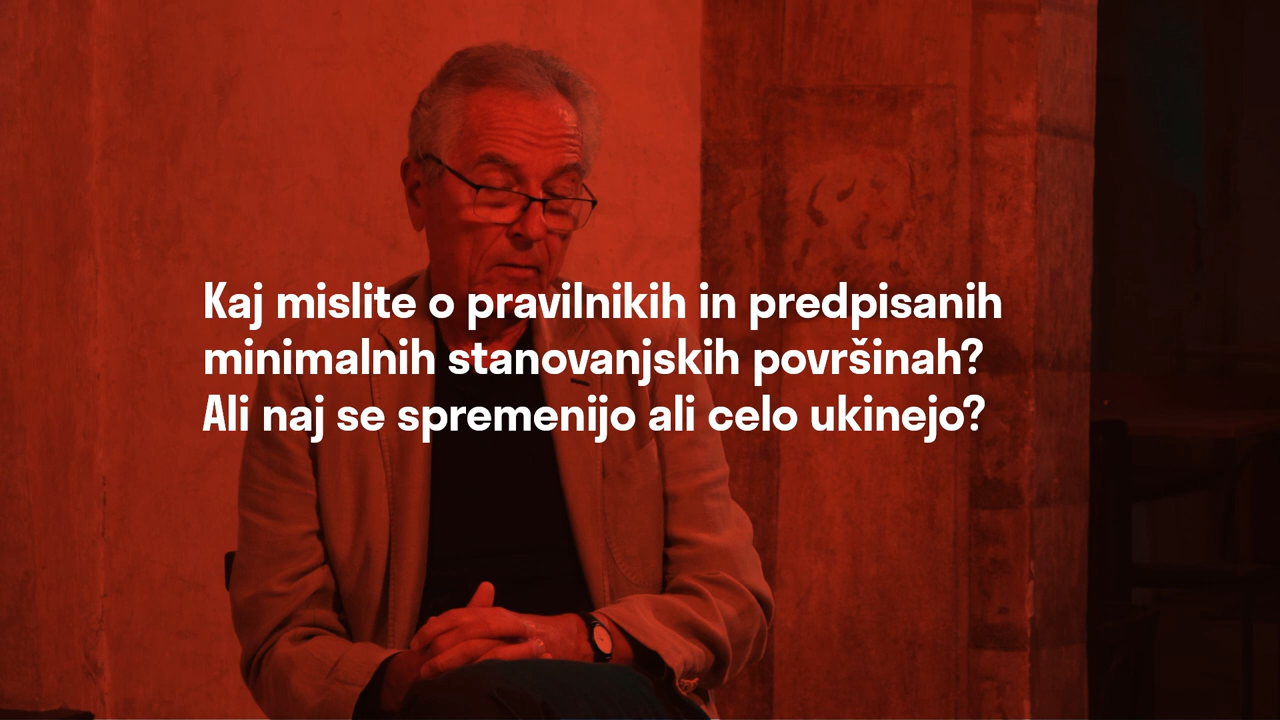 Kaj mislite o pravilnikih in predpisanih
minimalnih stanovanjskih površinah?
Ali naj se spremenijo ali celo ukinejo?